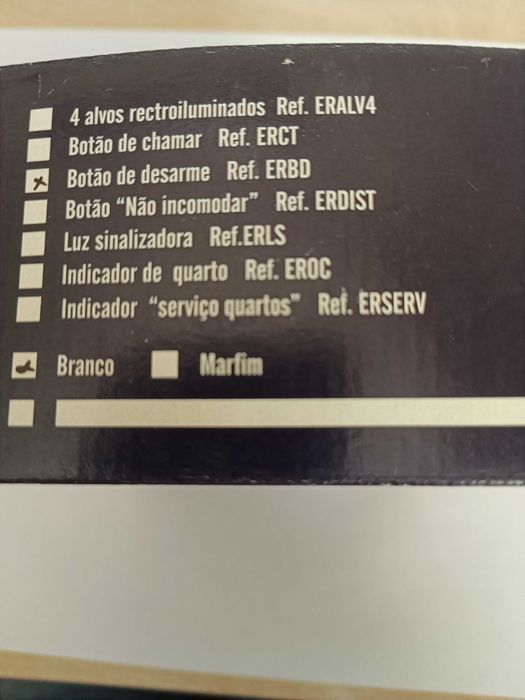 4 alvos rectroiluminados Ref. ERALV4
Botão de chamar Ref. ERCT
Botão de desarme Ref. ERBD
Botão "Não incomodar" Ref. ERDIST
Luz sinalizadora Ref.ERLS
Indicador de quarto Ref. EROC
Indicador "serviço quartos" Ref. ERSERV
Branco Marfim